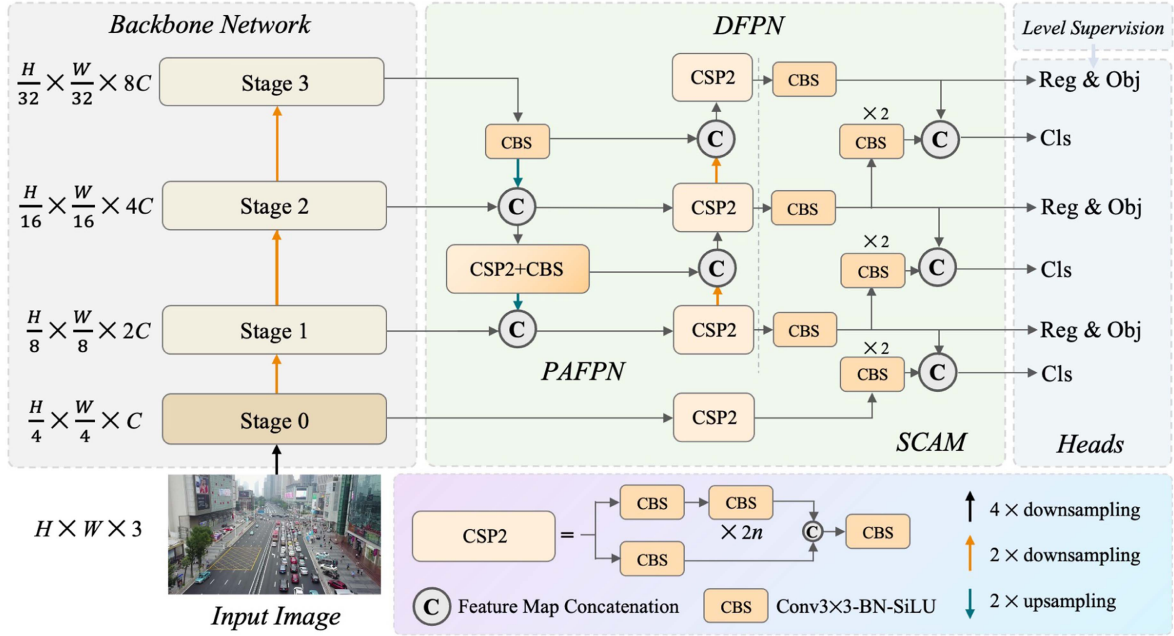 Backbone Network
DFPN
Level Supervision
H/32 × W/32 × 8C
Stage 3
CSP2
CBS
Reg & Obj
×2
CBS
C
CBS
C
Cls
H/16 × W/16 × 4C
Stage 2
C
CSP2
CBS
Reg & Obj
×2
CSP2+CBS
C
CBS
C
Cls
H/8 × W/8 × 2C
Stage 1
C
CSP2
CBS
Reg & Obj
×2
PAFPN
CBS
C
Cls
H/4 × W/4 × C
Stage 0
CSP2
SCAM
Heads
H × W × 3
Input Image
CSP2
=
CBS
CBS
×2n
CBS
C
CBS
C
Feature Map Concatenation
CBS
Conv3×3-BN-SiLU
4 × downsampling
2 × downsampling
2 × upsampling